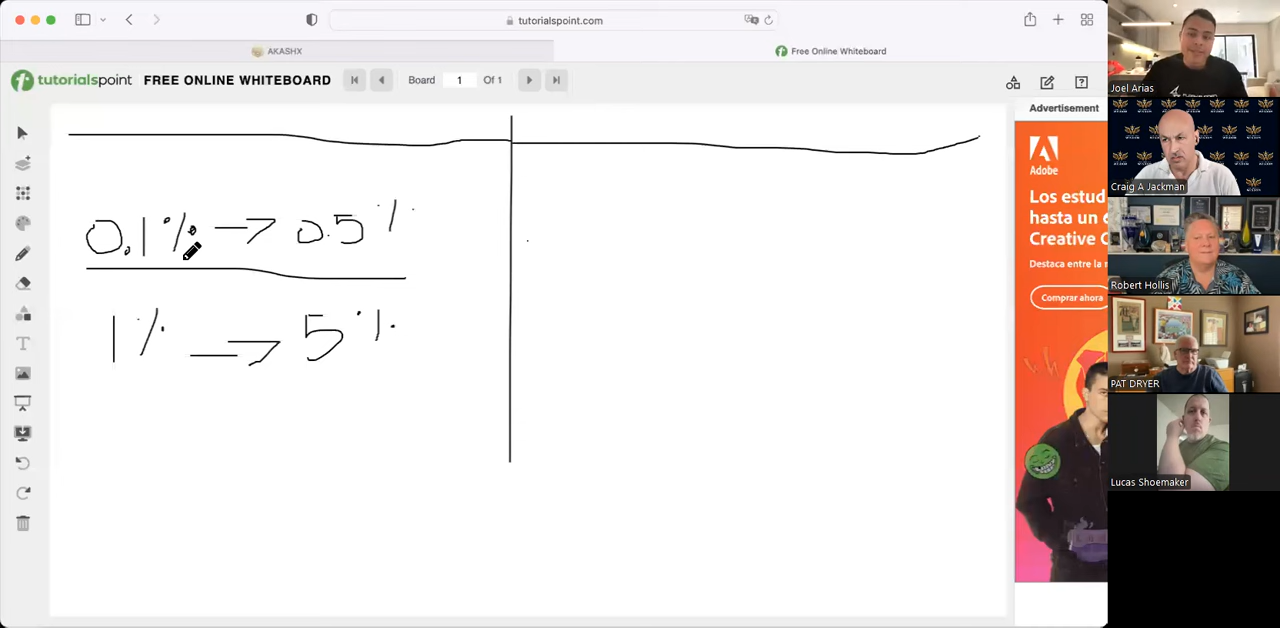 tutorialspoint.com
AKASHX
Free Online Whiteboard
tutorialspoint
FREE ONLINE WHITEBOARD
Board 1 Of 1
Advertisement
0.1% → 0.5 %
1% → 5 %
Adobe
Los estud
hasta un 6
Creative C
Destaca entre la
Comprar ahora
Joel Arias
Craig A Jackman
Robert Hollis
PAT DRYER
Lucas Shoemaker